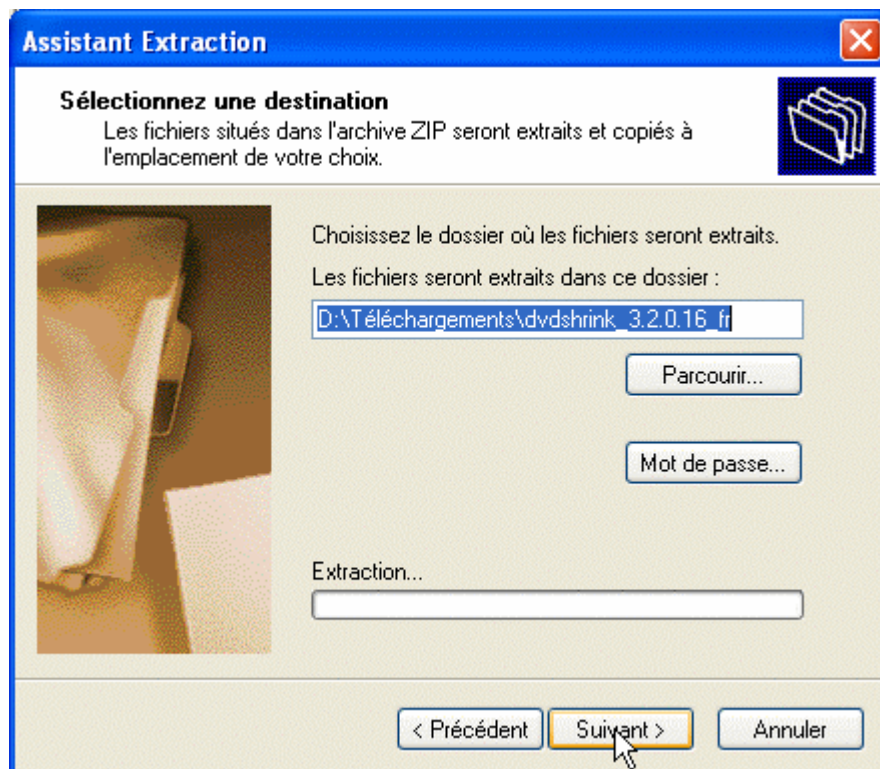 Assistant Extraction
Sélectionnez une destination
Les fichiers situés dans l'archive ZIP seront extraits et copiés à
l'emplacement de votre choix.
Choisissez le dossier où les fichiers seront extraits.
Les fichiers seront extraits dans ce dossier :
D:\Téléchargements\dvdshrink_3.2.0.16_fr
Parcourir...
Mot de passe...
Extraction...
< Précédent
Suivant >
Annuler